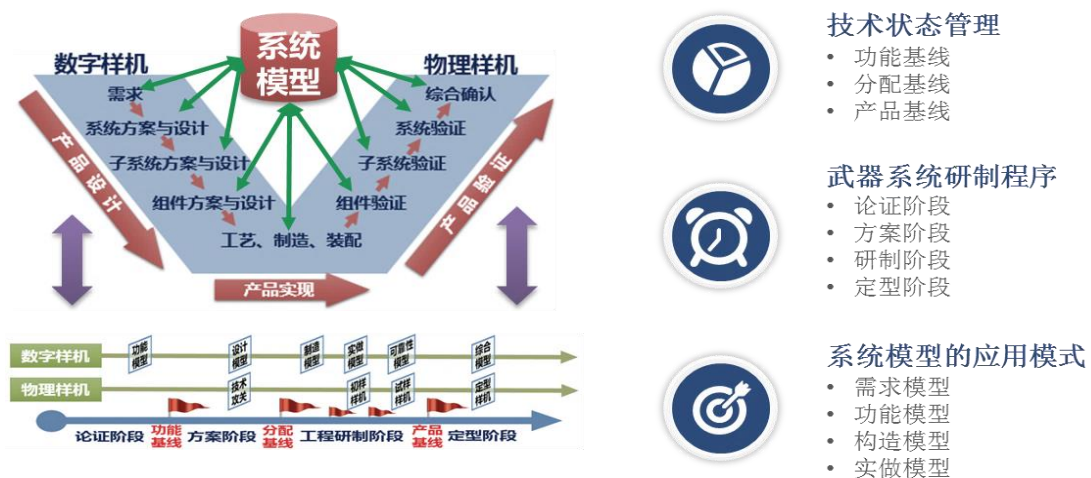 系统
模型
数字样机
物理样机
需求
综合确认
系统方案与设计
系统验证
子系统方案与设计
子系统验证
组件方案与设计
组件验证
工艺、制造、装配
产品设计
产品验证
产品实现
数字样机
功能
模型
设计
模型
制造
模型
实做
模型
可靠性
模型
综合
模型
物理样机
技术
攻关
初样
样机
试样
样机
定型
样机
论证阶段
功能
基线
方案阶段
分配
基线
工程研制阶段
产品
基线
定型阶段
技术状态管理
• 功能基线
• 分配基线
• 产品基线
武器系统研制程序
• 论证阶段
• 方案阶段
• 研制阶段
• 定型阶段
系统模型的应用模式
• 需求模型
• 功能模型
• 构造模型
• 实做模型